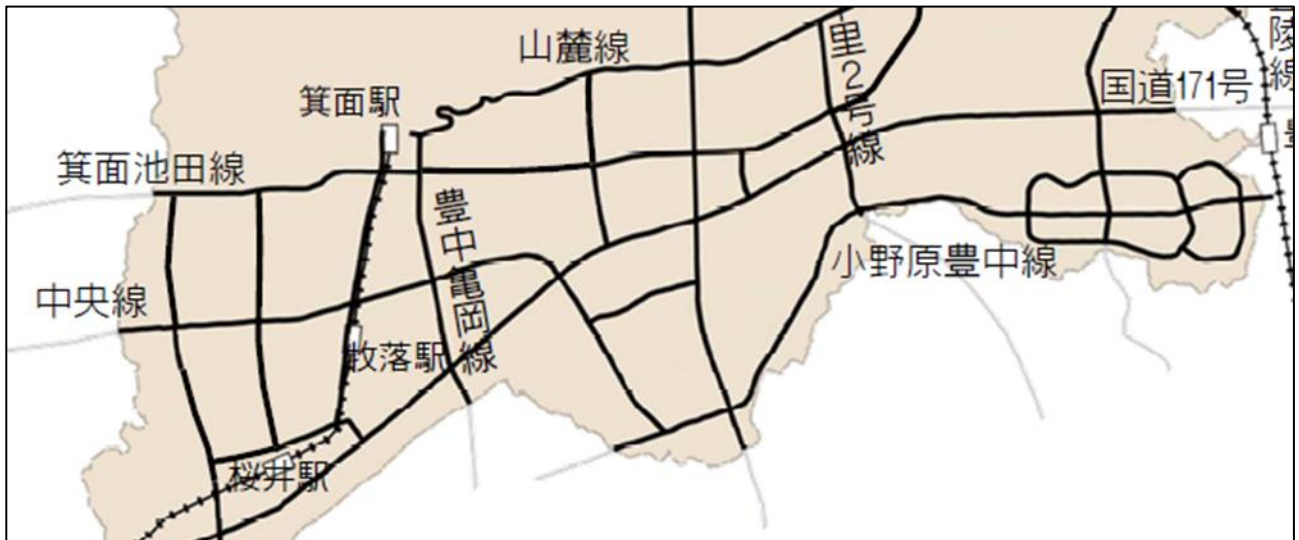 山麓線
里2号線
陵線
箕面駅
国道171号
箕面池田線
豊中亀岡線
小野原豊中線
中央線
牧落駅
桜井駅